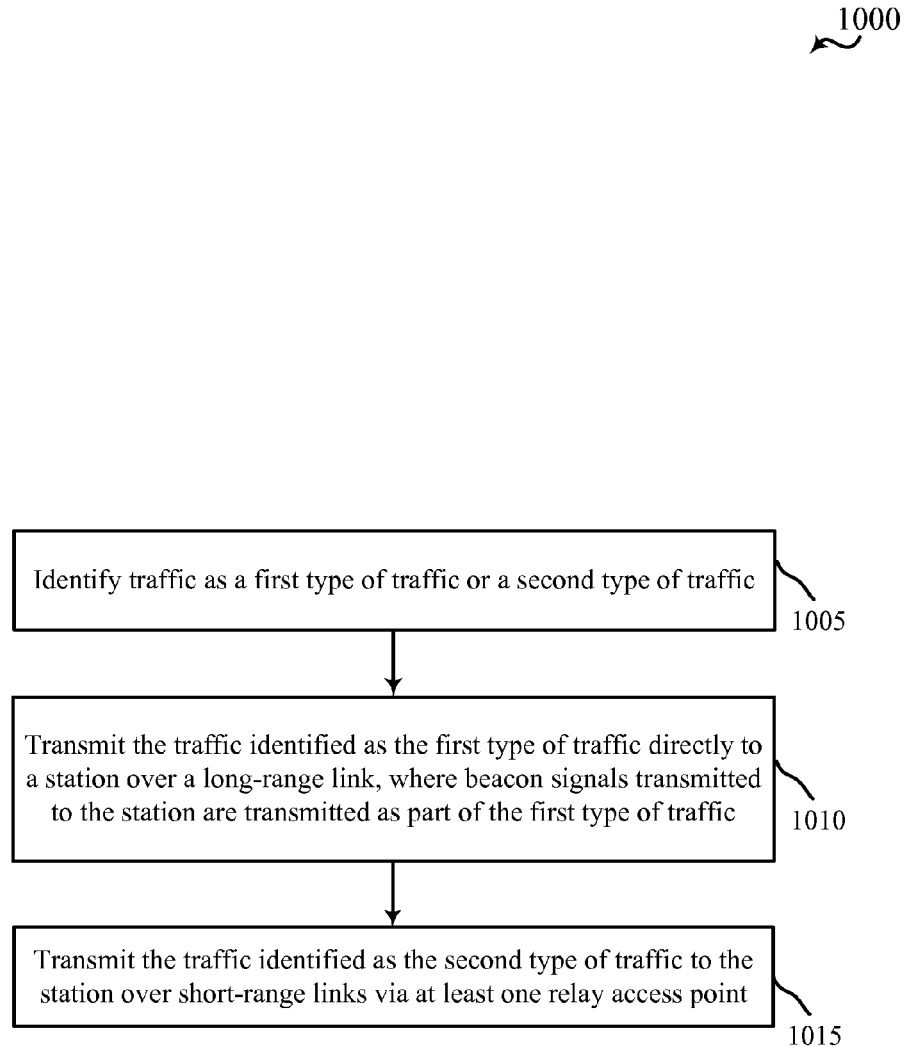 1000
Identify traffic as a first type of traffic or a second type of traffic
1005
Transmit the traffic identified as the first type of traffic directly to
a station over a long-range link, where beacon signals transmitted
to the station are transmitted as part of the first type of traffic
1010
Transmit the traffic identified as the second type of traffic to the
station over short-range links via at least one relay access point
1015